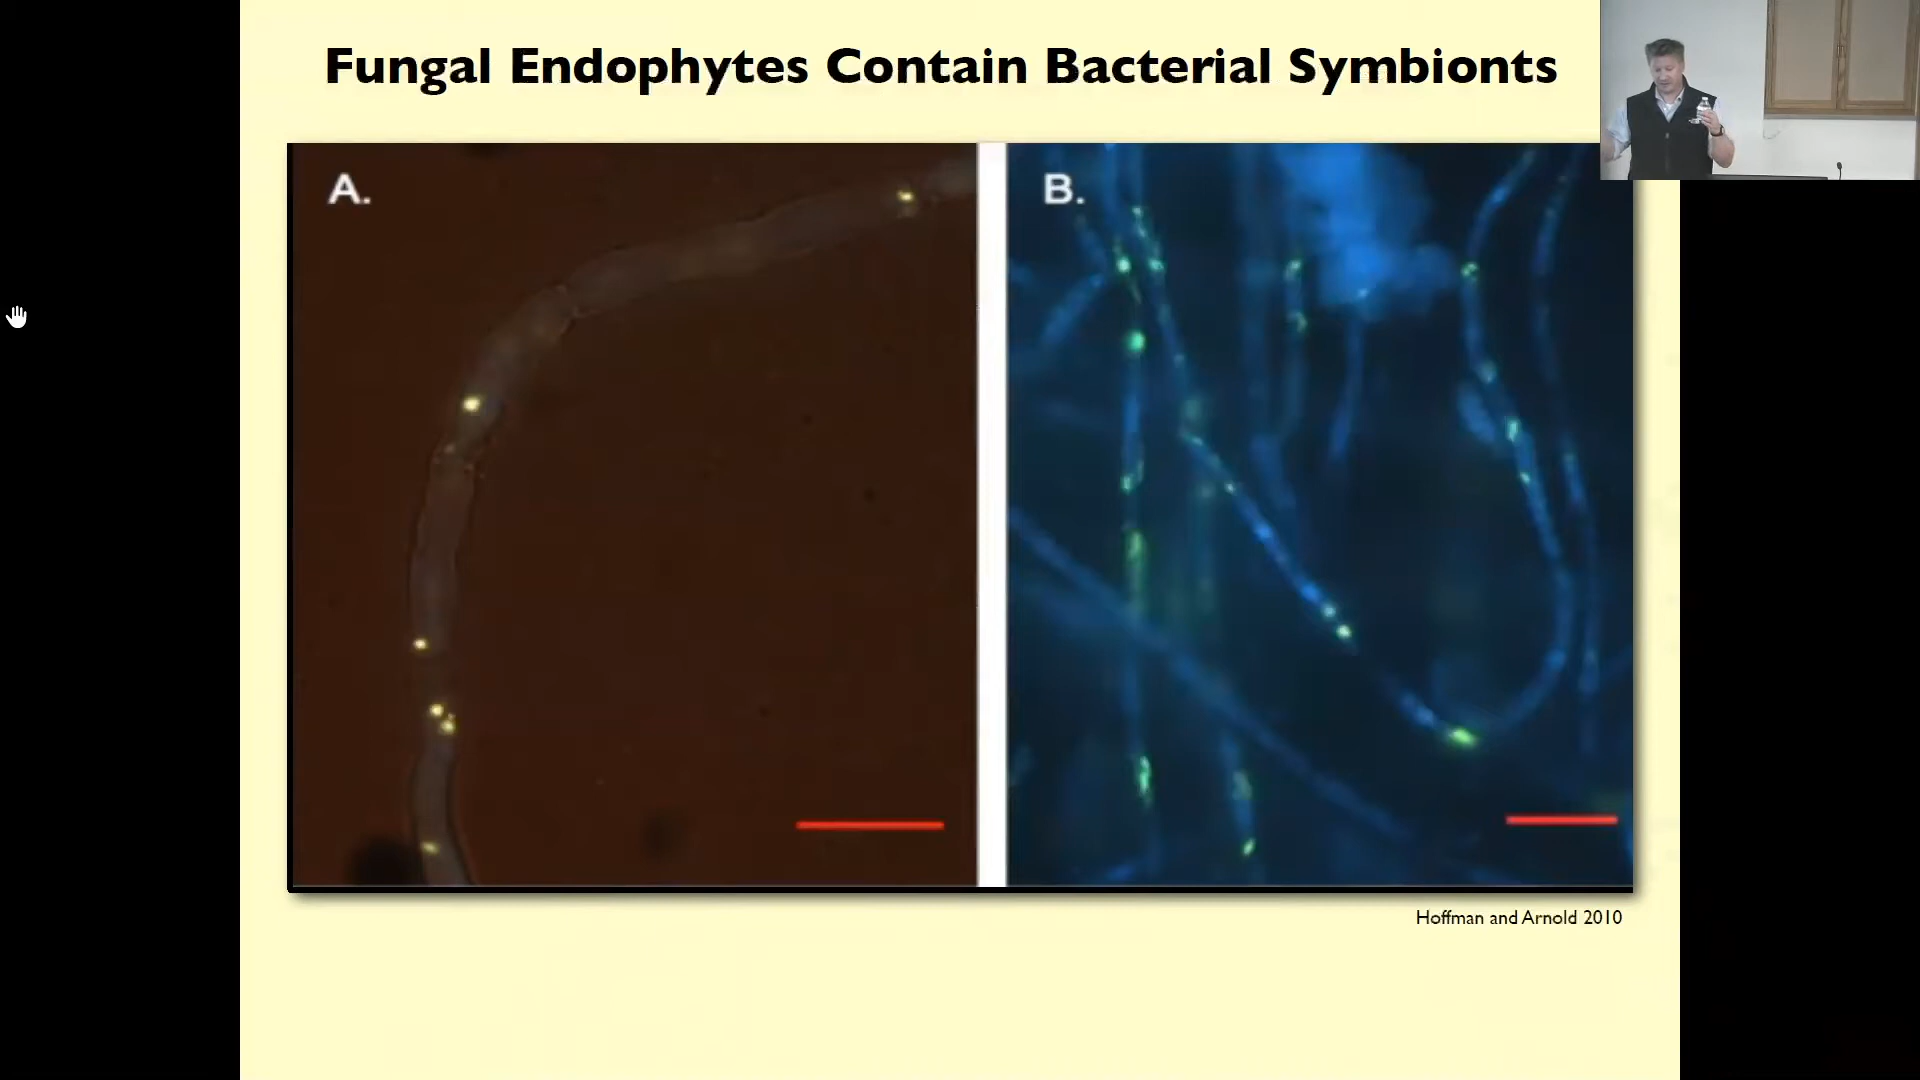 Fungal Endophytes Contain Bacterial Symbionts
A.
B.
Hoffman and Arnold 2010